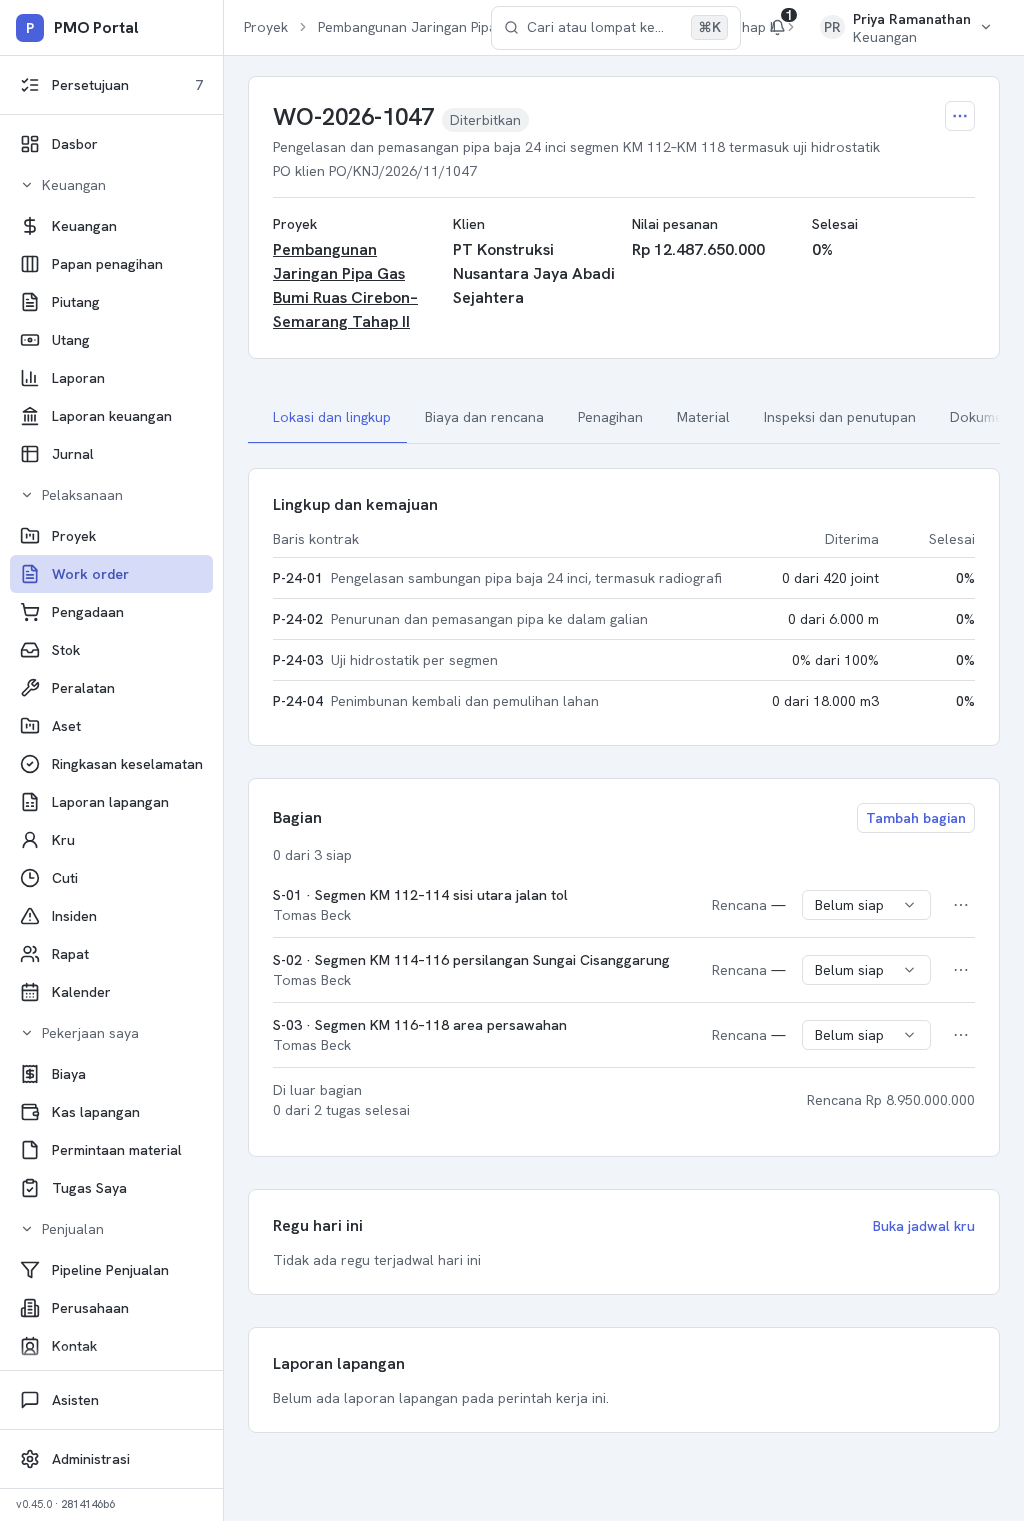 P PMO Portal
Persetujuan 7
Dasbor
Keuangan
Keuangan
Papan penagihan
Piutang
Utang
Laporan
Laporan keuangan
Jurnal
Pelaksanaan
Proyek
Work order
Pengadaan
Stok
Peralatan
Aset
Ringkasan keselamatan
Laporan lapangan
Kru
Cuti
Insiden
Rapat
Kalender
Pekerjaan saya
Biaya
Kas lapangan
Permintaan material
Tugas Saya
Penjualan
Pipeline Penjualan
Perusahaan
Kontak
Asisten
Administrasi
v0.45.0 · 2814146b6
Proyek
Pembangunan Jaringan Pipa
Cari atau lompat ke... ⌘K
hap
1
PR Priya Ramanathan
Keuangan
WO-2026-1047 Diterbitkan
Pengelasan dan pemasangan pipa baja 24 inci segmen KM 112–KM 118 termasuk uji hidrostatik
PO klien PO/KNJ/2026/11/1047
Proyek Klien Nilai pesanan Selesai
Pembangunan PT Konstruksi Rp 12.487.650.000 0%
Jaringan Pipa Gas Nusantara Jaya Abadi
Bumi Ruas Cirebon– Sejahtera
Semarang Tahap II
Lokasi dan lingkup Biaya dan rencana Penagihan Material Inspeksi dan penutupan Dokum
Lingkup dan kemajuan
Baris kontrak Diterima Selesai
P-24-01 Pengelasan sambungan pipa baja 24 inci, termasuk radiografi 0 dari 420 joint 0%
P-24-02 Penurunan dan pemasangan pipa ke dalam galian 0 dari 6.000 m 0%
P-24-03 Uji hidrostatik per segmen 0% dari 100% 0%
P-24-04 Penimbunan kembali dan pemulihan lahan 0 dari 18.000 m3 0%
Bagian Tambah bagian
0 dari 3 siap
S-01 · Segmen KM 112–114 sisi utara jalan tol
Tomas Beck
Rencana — Belum siap
S-02 · Segmen KM 114–116 persilangan Sungai Cisanggarung
Tomas Beck
Rencana — Belum siap
S-03 · Segmen KM 116–118 area persawahan
Tomas Beck
Rencana — Belum siap
Di luar bagian
0 dari 2 tugas selesai
Rencana Rp 8.950.000.000
Regu hari ini Buka jadwal kru
Tidak ada regu terjadwal hari ini
Laporan lapangan
Belum ada laporan lapangan pada perintah kerja ini.